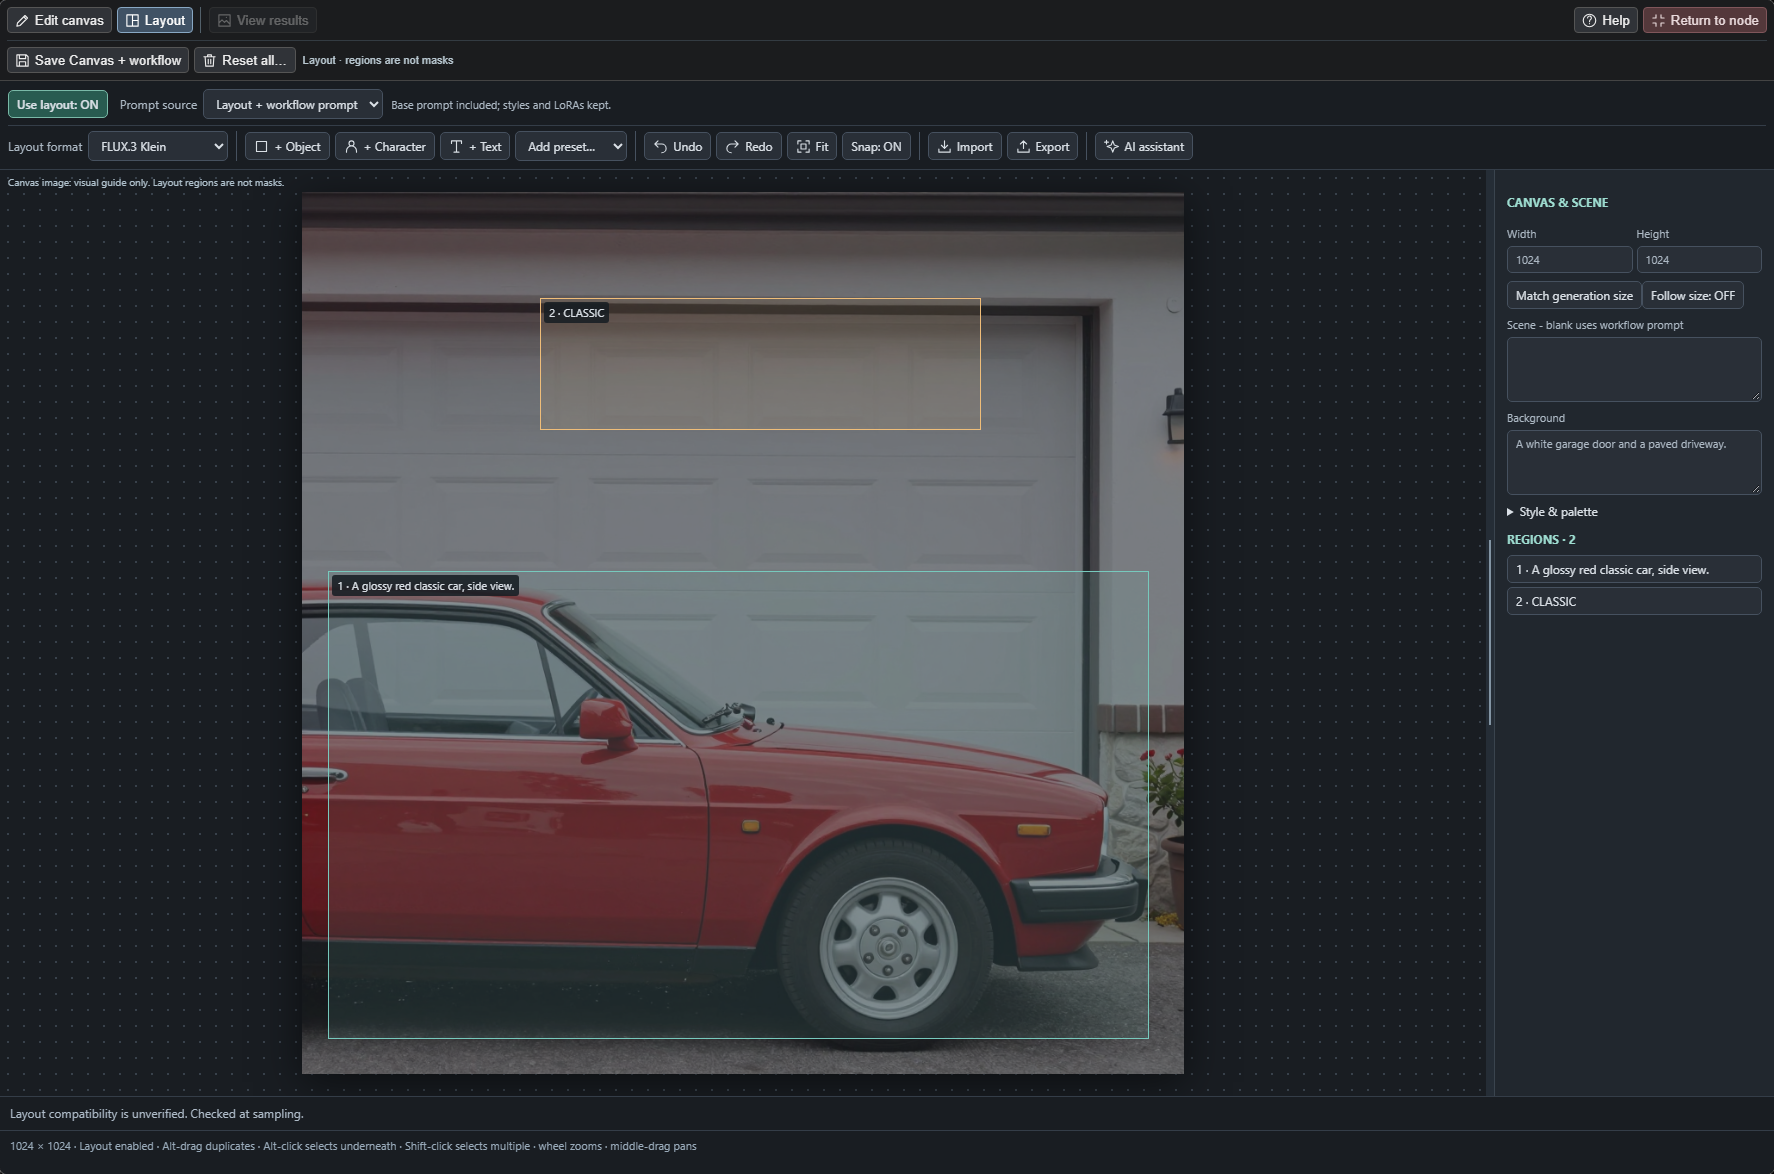 Edit canvas
Layout
View results
Help
Return to node
Save Canvas + workflow
Reset all...
Layout · regions are not masks
Use layout: ON
Prompt source
Layout + workflow prompt
Base prompt included; styles and LoRAs kept.
Layout format
FLUX.3 Klein
+ Object
+ Character
+ Text
Add preset...
Undo
Redo
Fit
Snap: ON
Import
Export
AI assistant
Canvas image: visual guide only. Layout regions are not masks.
2 · CLASSIC
1 · A glossy red classic car, side view.
CANVAS & SCENE
Width
Height
1024
1024
Match generation size
Follow size: OFF
Scene - blank uses workflow prompt
Background
A white garage door and a paved driveway.
Style & palette
REGIONS · 2
1 · A glossy red classic car, side view.
2 · CLASSIC
Layout compatibility is unverified. Checked at sampling.
1024 × 1024 · Layout enabled · Alt-drag duplicates · Alt-click selects underneath · Shift-click selects multiple · wheel zooms · middle-drag pans